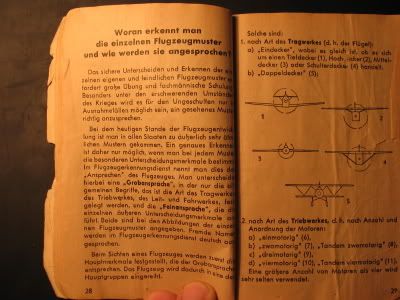 Woran erkennt man
die einzelnen Flugzeugmuster
und wie werden sie angesprochen?
Das sichere Unterscheiden und Erkennen der ein-
zelnen eigenen und feindlichen Flugzeugmuster er-
fordert große Übung und fachmännische Schulung.
Besonders unter den erschwerenden Umständen
des Krieges wird es für den Ungeschulten nur in
Ausnahmefällen möglich sein, ein gesehenes Muster
richtig anzusprechen.
Bei dem heutigen Stande der Flugzeugentwick-
lung ist man in allen Staaten zu äußerlich sehr ähn-
lichen Mustern gekommen. Ein genaues Erkennen
ist daher nur möglich, wenn man bei jedem Muster
die besonderen Unterscheidungsmerkmale bestimmt.
Im Flugzeugerkennungsdienst nennt man dies das
„Ansprechen" des Flugzeuges. Man unterscheidet
hierbei eine „Grobansprache", in der nur die all-
gemeinen Begriffe, das ist die Art des Tragwerkes,
des Triebwerkes, des Leit- und Fahrwerkes, fest-
gelegt werden, und die „Feinansprache", die die
einzelnen äußeren Unterscheidungsmerkmale an-
führt. Beide sind bei den Abbildungen der einzel-
nen Flugzeugmuster angegeben. Fremde Namen
werden im Flugzeugerkennungsdienst deutsch aus-
gesprochen.
Beim Sichten eines Flugzeuges werden zuerst die
Hauptmerkmale festgestellt, die der Grobansprache
entsprechen. Das Flugzeug wird dadurch in eine der
Hauptgruppen eingereiht.
28
Solche sind:
1. nach Art des Tragwerkes (d. h. der Flügel):
a) „Eindecker", wobei es gleich ist, ob es sich
um einen Tiefdecker (1), Hoch-
decker (2), Mittel-
decker (3) oder Schulterdecker (4) handelt.
b) „Doppeldecker" (5);
1
2
3
4
5
2. nach Art des Triebwerkes, d. h. nach Anzahl und
Anordnung der Motoren:
a) „einmotorig" (6),
b) „zweimotorig" (7), „Tandem zweimotorig" (8),
c) „dreimotorig" (9),
d) „viermotorig" (10), „Tandem viermotorig" (11).
Eine größere Anzahl von Motoren als vier wird
sehr selten verwendet.
29